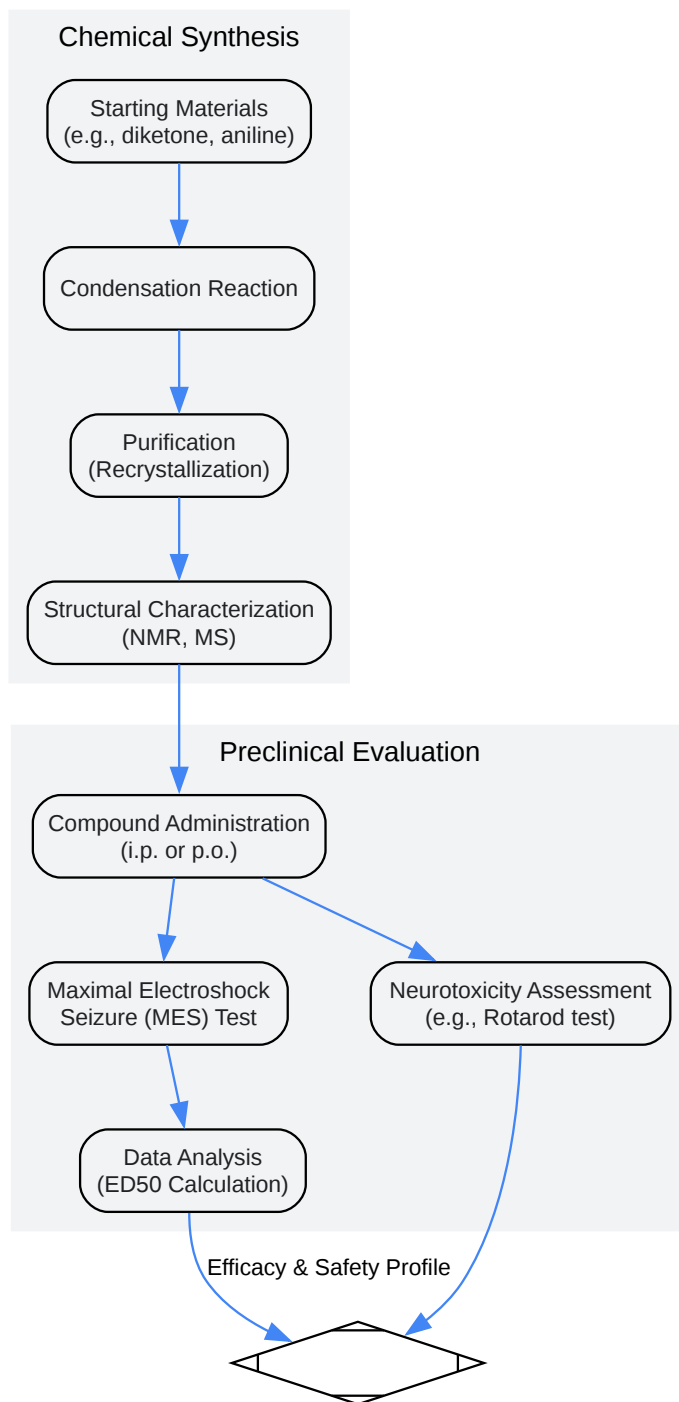 Chemical Synthesis
Starting Materials
(e.g., diketone, aniline)
Condensation Reaction
Purification
(Recrystallization)
Structural Characterization
(NMR, MS)
Preclinical Evaluation
Compound Administration
(i.p. or p.o.)
Maximal Electroshock
Seizure (MES) Test
Neurotoxicity Assessment
(e.g., Rotarod test)
Data Analysis
(ED50 Calculation)
Efficacy & Safety Profile